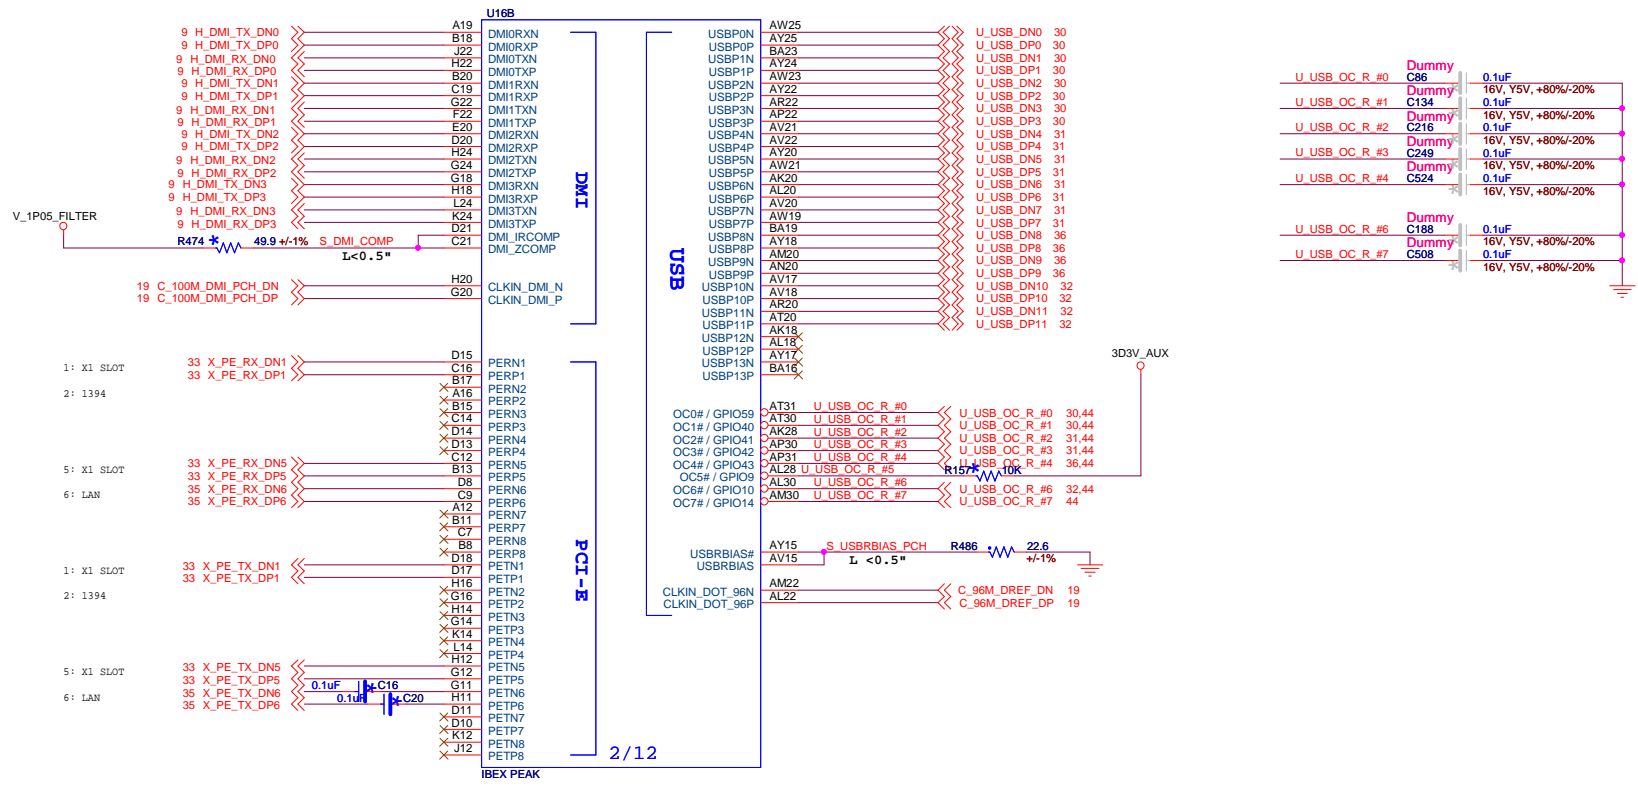 U16B
9 H_DMI_TX_DN0 A19 DMI0RXN
9 H_DMI_TX_DP0 B18 DMI0RXP
9 H_DMI_RX_DN0 J22 DMI0TXN
9 H_DMI_RX_DP0 H22 DMI0TXP
9 H_DMI_TX_DN1 B20 DMI1RXN
9 H_DMI_TX_DP1 C19 DMI1RXP
9 H_DMI_RX_DN1 G22 DMI1TXN
9 H_DMI_RX_DP1 F22 DMI1TXP
9 H_DMI_TX_DN2 E20 DMI2RXN
9 H_DMI_TX_DP2 D20 DMI2RXP
9 H_DMI_RX_DN2 H24 DMI2TXN
9 H_DMI_RX_DP2 G24 DMI2TXP
9 H_DMI_TX_DN3 G18 DMI3RXN
9 H_DMI_TX_DP3 H18 DMI3RXP
9 H_DMI_RX_DN3 L24 DMI3TXN
9 H_DMI_RX_DP3 K24 DMI3TXP
V_1P05_FILTER
D21 DMI_IRCOMP
R474 * 49.9 +/-1% S_DMI_COMP C21 DMI_ZCOMP
L<0.5"
19 C_100M_DMI_PCH_DN H20 CLKIN_DMI_N
19 C_100M_DMI_PCH_DP G20 CLKIN_DMI_P
DMI
1: X1 SLOT
2: 1394
33 X_PE_RX_DN1 D15 PERN1
33 X_PE_RX_DP1 C16 PERP1
B17 PERN2
A16 PERP2
B15 PERN3
C14 PERP3
D14 PERN4
D13 PERP4
5: X1 SLOT
6: LAN
33 X_PE_RX_DN5 C12 PERN5
33 X_PE_RX_DP5 B13 PERP5
35 X_PE_RX_DN6 D8 PERN6
35 X_PE_RX_DP6 C9 PERP6
A12 PERN7
B11 PERP7
C7 PERN8
B8 PERP8
1: X1 SLOT
2: 1394
33 X_PE_TX_DN1 D18 PETN1
33 X_PE_TX_DP1 D17 PETP1
H16 PETN2
G16 PETP2
H14 PETN3
G14 PETP3
K14 PETN4
L14 PETP4
5: X1 SLOT
6: LAN
33 X_PE_TX_DN5 H12 PETN5
33 X_PE_TX_DP5 G12 PETP5
35 X_PE_TX_DN6 0.1uF C16 G11 PETN6
35 X_PE_TX_DP6 0.1uF C20 H11 PETP6
D11 PETN7
D10 PETP7
K12 PETN8
J12 PETP8
PCI-E
2/12
IBEX PEAK
USB
USBP0N AW25 U_USB_DN0 30
USBP0P AY25 U_USB_DP0 30
USBP1N BA23 U_USB_DN1 30
USBP1P AY24 U_USB_DP1 30
USBP2N AW23 U_USB_DN2 30
USBP2P AY22 U_USB_DP2 30
USBP3N AR22 U_USB_DN3 30
USBP3P AP22 U_USB_DP3 30
USBP4N AV21 U_USB_DN4 31
USBP4P AV22 U_USB_DP4 31
USBP5N AY20 U_USB_DN5 31
USBP5P AW21 U_USB_DP5 31
USBP6N AK20 U_USB_DN6 31
USBP6P AL20 U_USB_DP6 31
USBP7N AV20 U_USB_DN7 31
USBP7P AW19 U_USB_DP7 31
USBP8N BA19 U_USB_DN8 36
USBP8P AY18 U_USB_DP8 36
USBP9N AM20 U_USB_DN9 36
USBP9P AN20 U_USB_DP9 36
USBP10N AV17 U_USB_DN10 32
USBP10P AV18 U_USB_DP10 32
USBP11N AR20 U_USB_DN11 32
USBP11P AT20 U_USB_DP11 32
USBP12N AK18
USBP12P AL18
USBP13N AY17
USBP13P BA16
3D3V_AUX
OC0# / GPIO59 AT31 U_USB_OC_R_#0 U_USB_OC_R_#0 30,44
OC1# / GPIO40 AT30 U_USB_OC_R_#1 U_USB_OC_R_#1 30,44
OC2# / GPIO41 AK28 U_USB_OC_R_#2 U_USB_OC_R_#2 31,44
OC3# / GPIO42 AP30 U_USB_OC_R_#3 U_USB_OC_R_#3 31,44
OC4# / GPIO43 AP31 U_USB_OC_R_#4 U_USB_OC_R_#4 36,44
OC5# / GPIO9 AL28 U_USB_OC_R_#5 R157 * 10K
OC6# / GPIO10 AL30 U_USB_OC_R_#6 U_USB_OC_R_#6 32,44
OC7# / GPIO14 AM30 U_USB_OC_R_#7 U_USB_OC_R_#7 44
USBRBIAS# AY15 S_USBRBIAS_PCH R486 22.6
+/-1%
USBRBIAS AV15 L <0.5"
CLKIN_DOT_96N AM22 C_96M_DREF_DN 19
CLKIN_DOT_96P AL22 C_96M_DREF_DP 19
Dummy
U_USB_OC_R_#0 C86 0.1uF
16V, Y5V, +80%/-20%
Dummy
U_USB_OC_R_#1 C134 0.1uF
16V, Y5V, +80%/-20%
Dummy
U_USB_OC_R_#2 C216 0.1uF
16V, Y5V, +80%/-20%
Dummy
U_USB_OC_R_#3 C249 0.1uF
16V, Y5V, +80%/-20%
Dummy
U_USB_OC_R_#4 C524 0.1uF
16V, Y5V, +80%/-20%
Dummy
U_USB_OC_R_#6 C188 0.1uF
16V, Y5V, +80%/-20%
Dummy
U_USB_OC_R_#7 C508 0.1uF
16V, Y5V, +80%/-20%